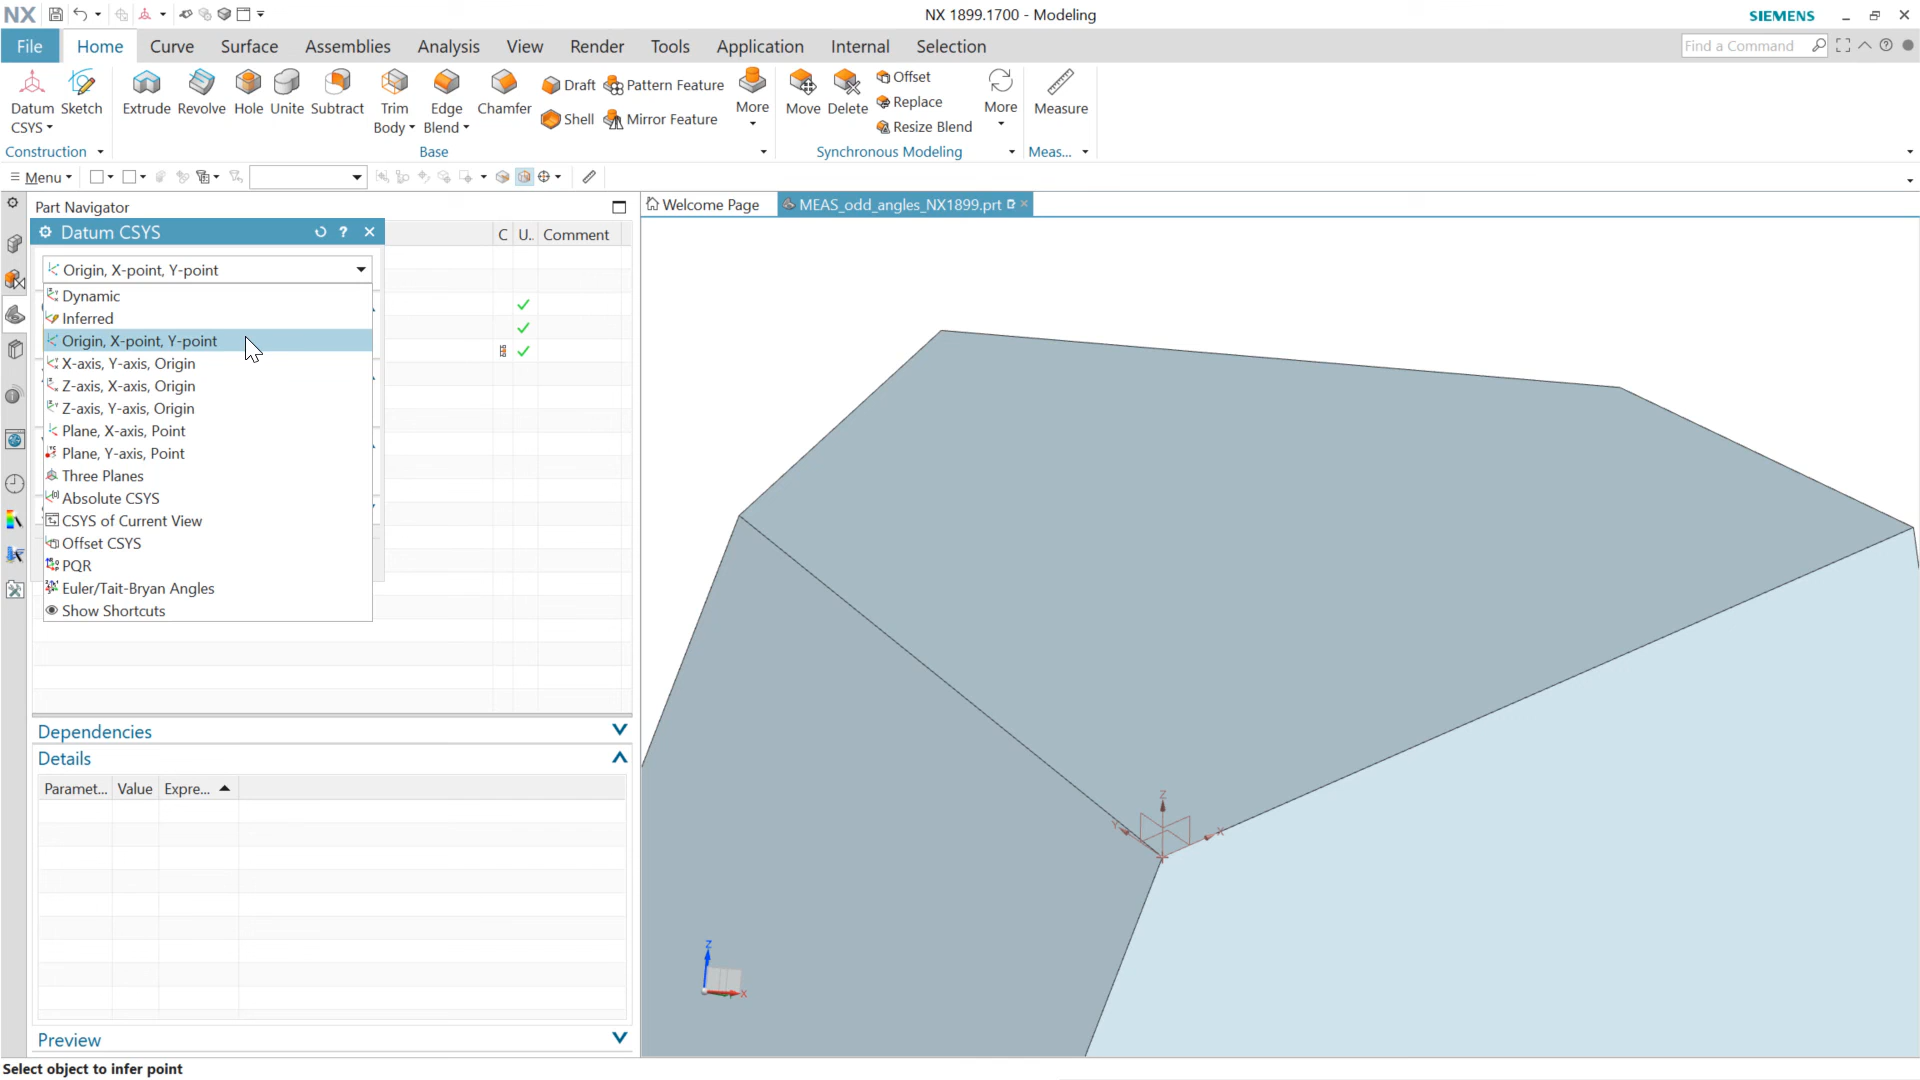 NX
NX 1899.1700 - Modeling
SIEMENS
File Home Curve Surface Assemblies Analysis View Render Tools Application Internal Selection
Find a Command
Datum CSYS
Sketch
Extrude
Revolve
Hole
Unite
Subtract
Trim Body
Edge Blend
Chamfer
Draft
Shell
Pattern Feature
Mirror Feature
More
Move
Delete
Offset
Replace
Resize Blend
More
Measure
Construction
Base
Synchronous Modeling
Meas...
Menu
Part Navigator
Welcome Page
MEAS_odd_angles_NX1899.prt
Datum CSYS
C U.. Comment
Origin, X-point, Y-point
Dynamic
Inferred
Origin, X-point, Y-point
X-axis, Y-axis, Origin
Z-axis, X-axis, Origin
Z-axis, Y-axis, Origin
Plane, X-axis, Point
Plane, Y-axis, Point
Three Planes
Absolute CSYS
CSYS of Current View
Offset CSYS
PQR
Euler/Tait-Bryan Angles
Show Shortcuts
Dependencies
Details
Paramet... Value Expre...
Preview
Select object to infer point
Z
Y
X
Z
X